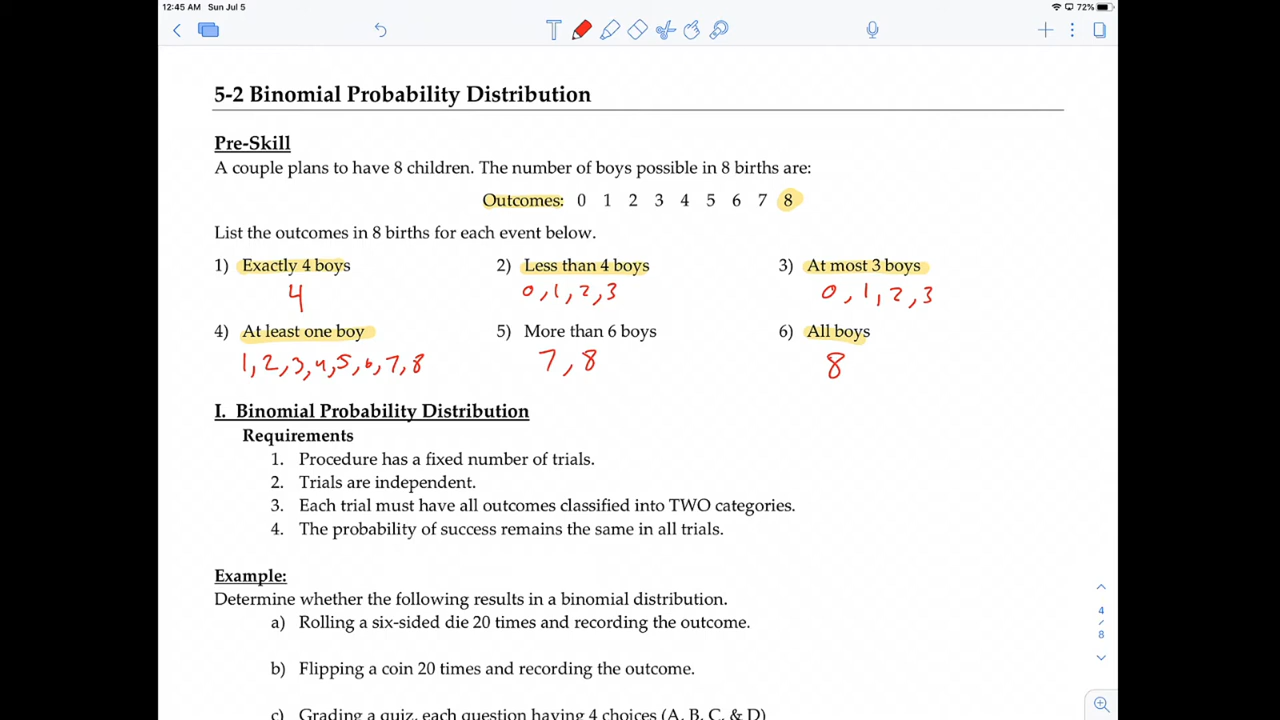 12:45 AM Sun Jul 5
72%
T
5-2 Binomial Probability Distribution
Pre-Skill
A couple plans to have 8 children. The number of boys possible in 8 births are:
Outcomes: 0 1 2 3 4 5 6 7 8
List the outcomes in 8 births for each event below.
1) Exactly 4 boys 2) Less than 4 boys 3) At most 3 boys
4 0, 1, 2, 3 0, 1, 2, 3
4) At least one boy 5) More than 6 boys 6) All boys
1, 2, 3, 4, 5, 6, 7, 8 7, 8 8
I. Binomial Probability Distribution
Requirements
1. Procedure has a fixed number of trials.
2. Trials are independent.
3. Each trial must have all outcomes classified into TWO categories.
4. The probability of success remains the same in all trials.
Example:
Determine whether the following results in a binomial distribution.
a) Rolling a six-sided die 20 times and recording the outcome.
4
/
8
b) Flipping a coin 20 times and recording the outcome.
c) Grading a quiz, each question having 4 choices (A, B, C, & D)